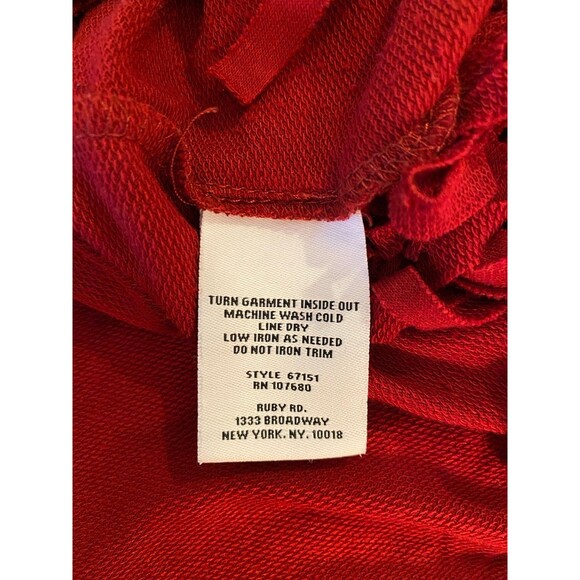 TURN GARMENT INSIDE OUT
MACHINE WASH COLD
LINE DRY
LOW IRON AS NEEDED
DO NOT IRON TRIM
STYLE 67151
RN 107680
RUBY RD.
1333 BROADWAY
NEW YORK. NY. 10018